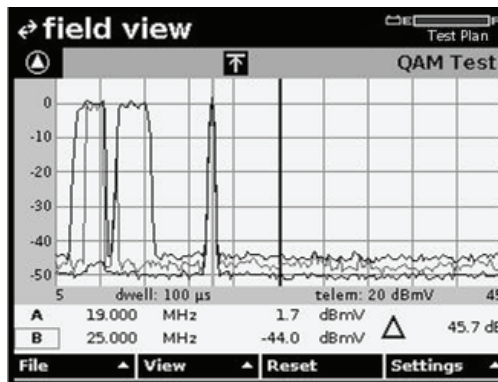 field view
E
Test Plan
QAM Test
0
-10
-20
-30
-40
-50
5 dwell: 100 µs telem: 20 dBmV 45
A 19.000 MHz 1.7 dBmV
B 25.000 MHz -44.0 dBmV Δ 45.7 dB
File View Reset Settings